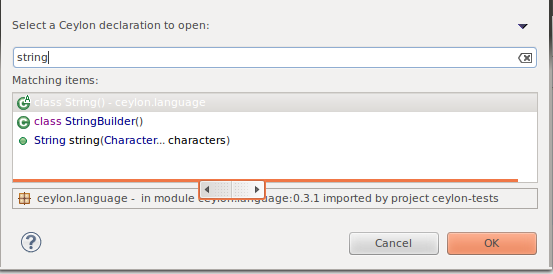 Select a Ceylon declaration to open:
string
Matching items:
class String() - ceylon.language
class StringBuilder()
String string(Character... characters)
ceylon.language - in module ceylon.language:0.3.1 imported by project ceylon-tests
Cancel
OK